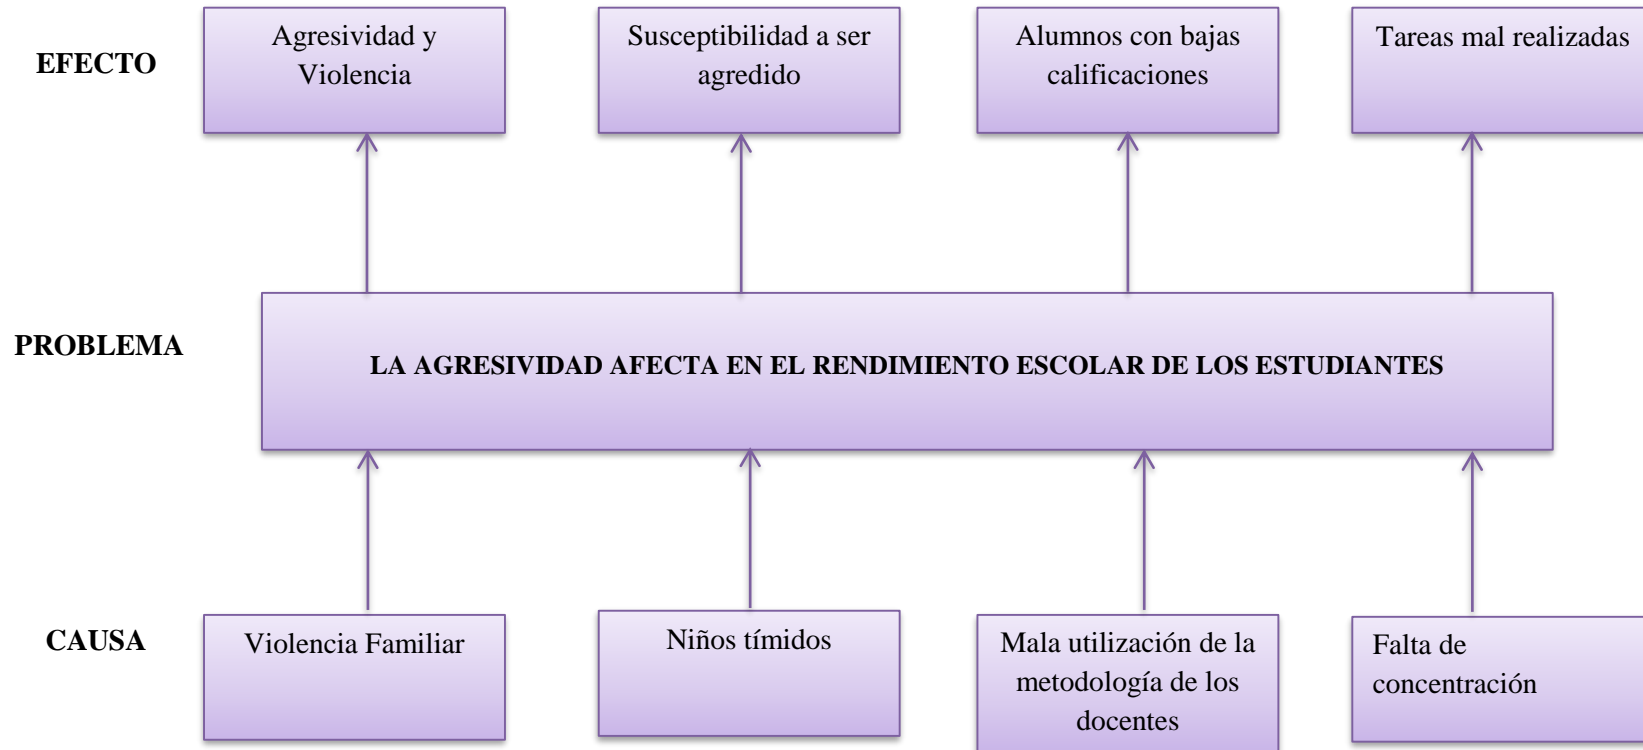 EFECTO
Agresividad y
Violencia
Susceptibilidad a ser
agredido
Alumnos con bajas
calificaciones
Tareas mal realizadas
PROBLEMA
LA AGRESIVIDAD AFECTA EN EL RENDIMIENTO ESCOLAR DE LOS ESTUDIANTES
CAUSA
Violencia Familiar
Niños tímidos
Mala utilización de la
metodología de los
docentes
Falta de
concentración